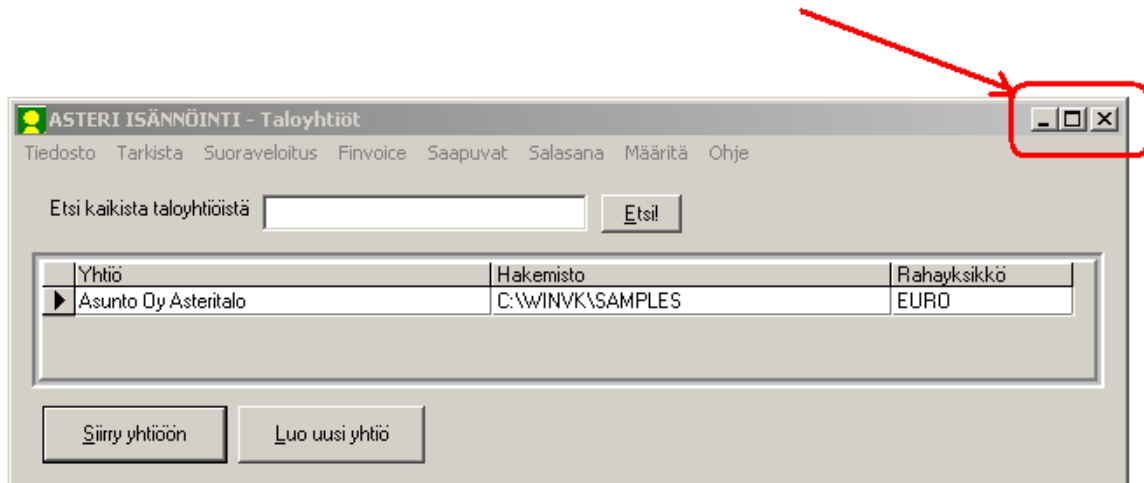 ASTERI ISÄNNÖINTI - Taloyhtiöt
Tiedosto Tarkista Suoraveloitus Finvoice Saapuvat Salasana Määritä Ohje
Etsi kaikista taloyhtiöistä Etsi!
Yhtiö Hakemisto Rahayksikkö
Asunto Oy Asteritalo C:\WINVK\SAMPLES EURO
Siirry yhtiöön Luo uusi yhtiö